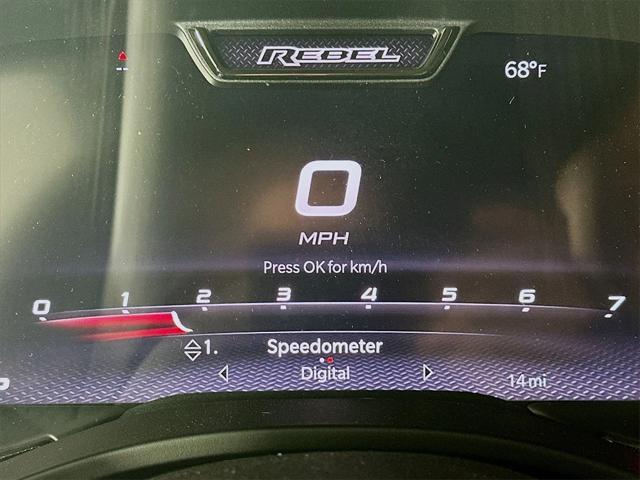 REBEL
68°F
0
MPH
Press OK for km/h
0 1 2 3 4 5 6 7
1. Speedometer
Digital
14 mi